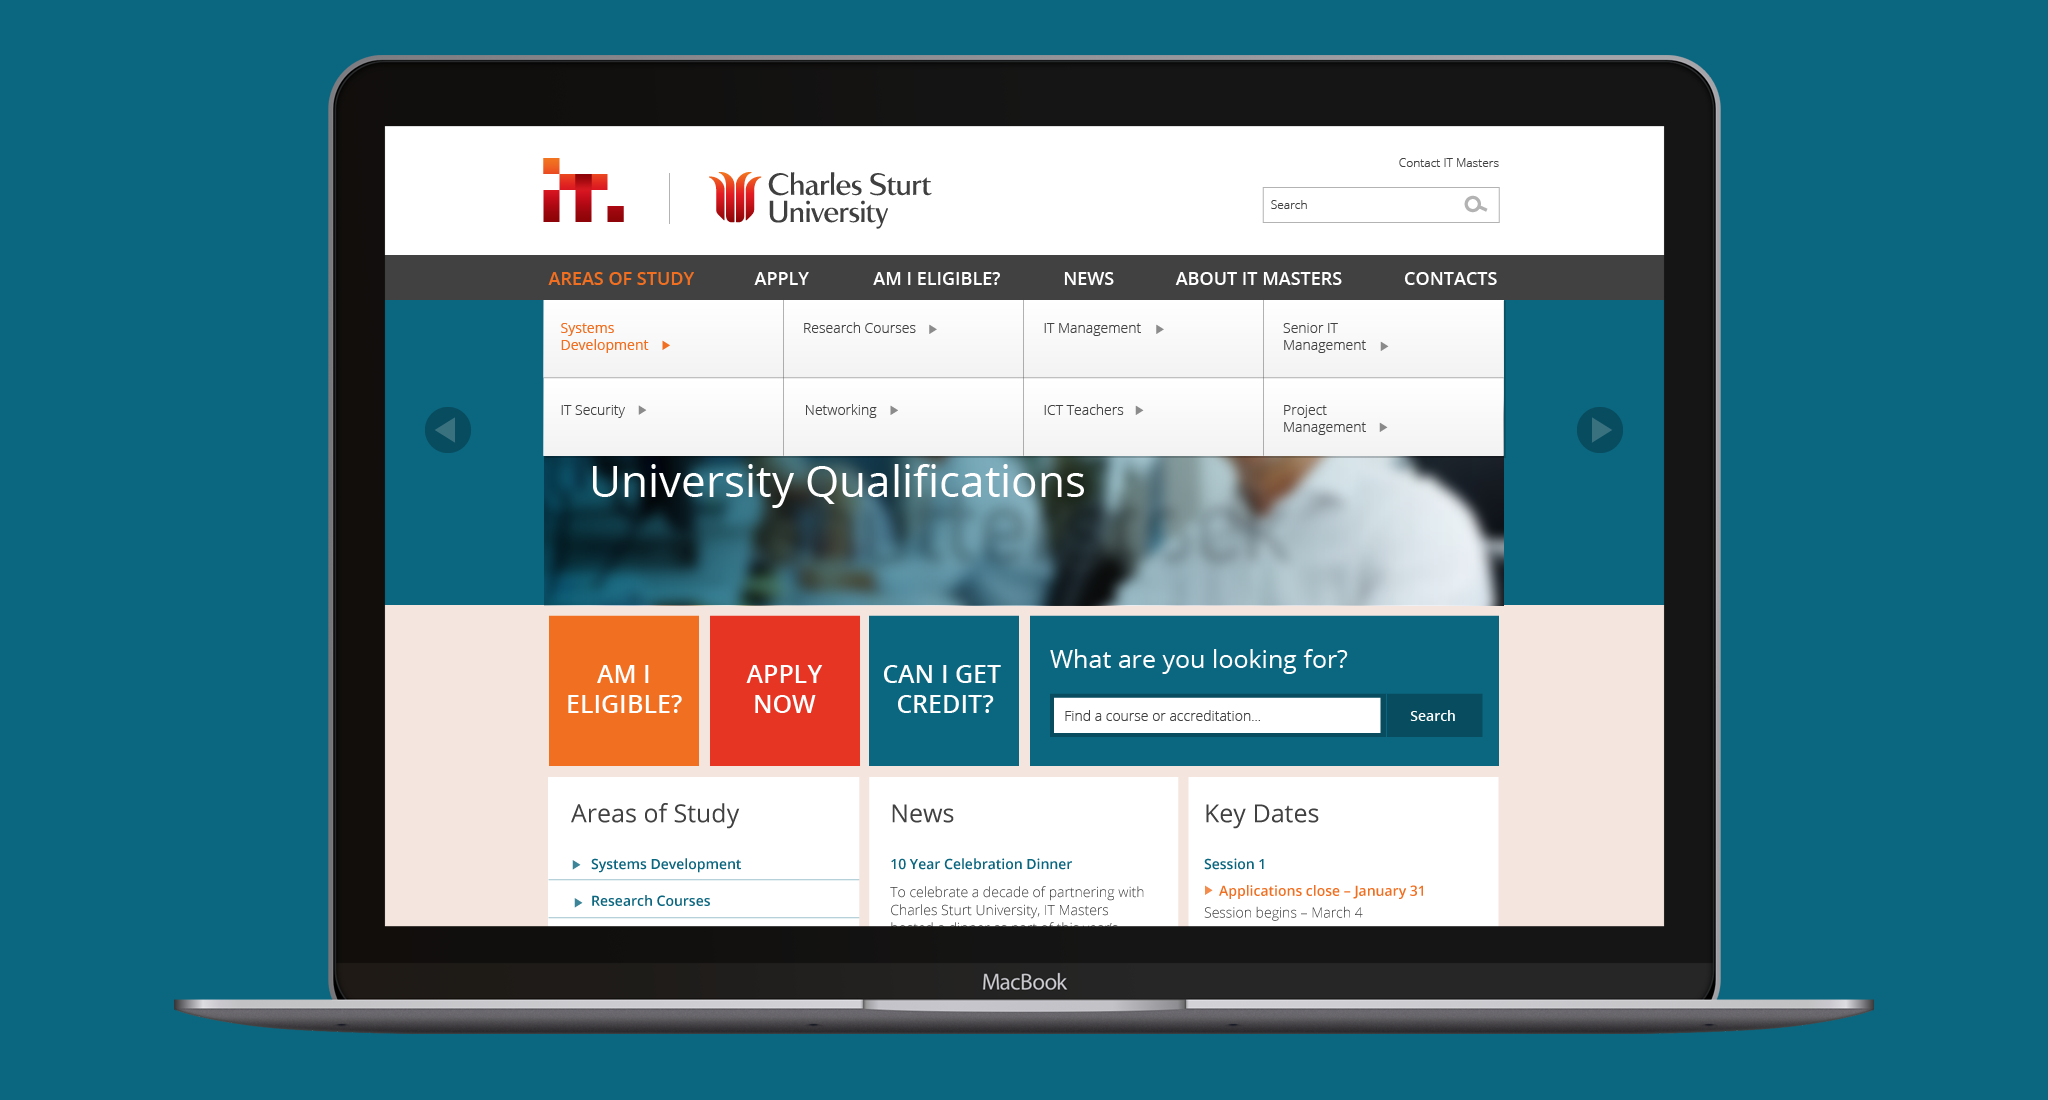 iT.
Charles Sturt
University
Contact IT Masters
Search
AREAS OF STUDY
APPLY
AM I ELIGIBLE?
NEWS
ABOUT IT MASTERS
CONTACTS
Systems
Development
Research Courses
IT Management
Senior IT
Management
IT Security
Networking
ICT Teachers
Project
Management
University Qualifications
AM I
ELIGIBLE?
APPLY
NOW
CAN I GET
CREDIT?
What are you looking for?
Find a course or accreditation...
Search
Areas of Study
Systems Development
Research Courses
News
10 Year Celebration Dinner
To celebrate a decade of partnering with
Charles Sturt University, IT Masters
Key Dates
Session 1
Applications close – January 31
Session begins – March 4
MacBook